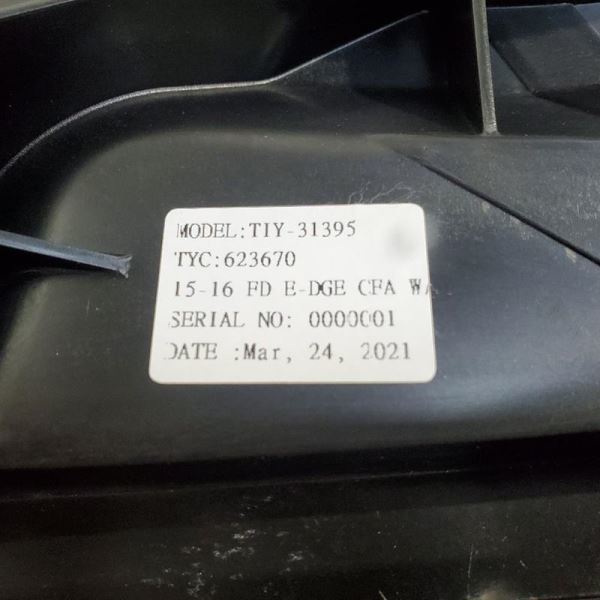 MODEL:TIY-31395
TYC:623670
15-16 FD E-DGE CFA
SERIAL NO: 0000001
DATE :Mar, 24, 2021